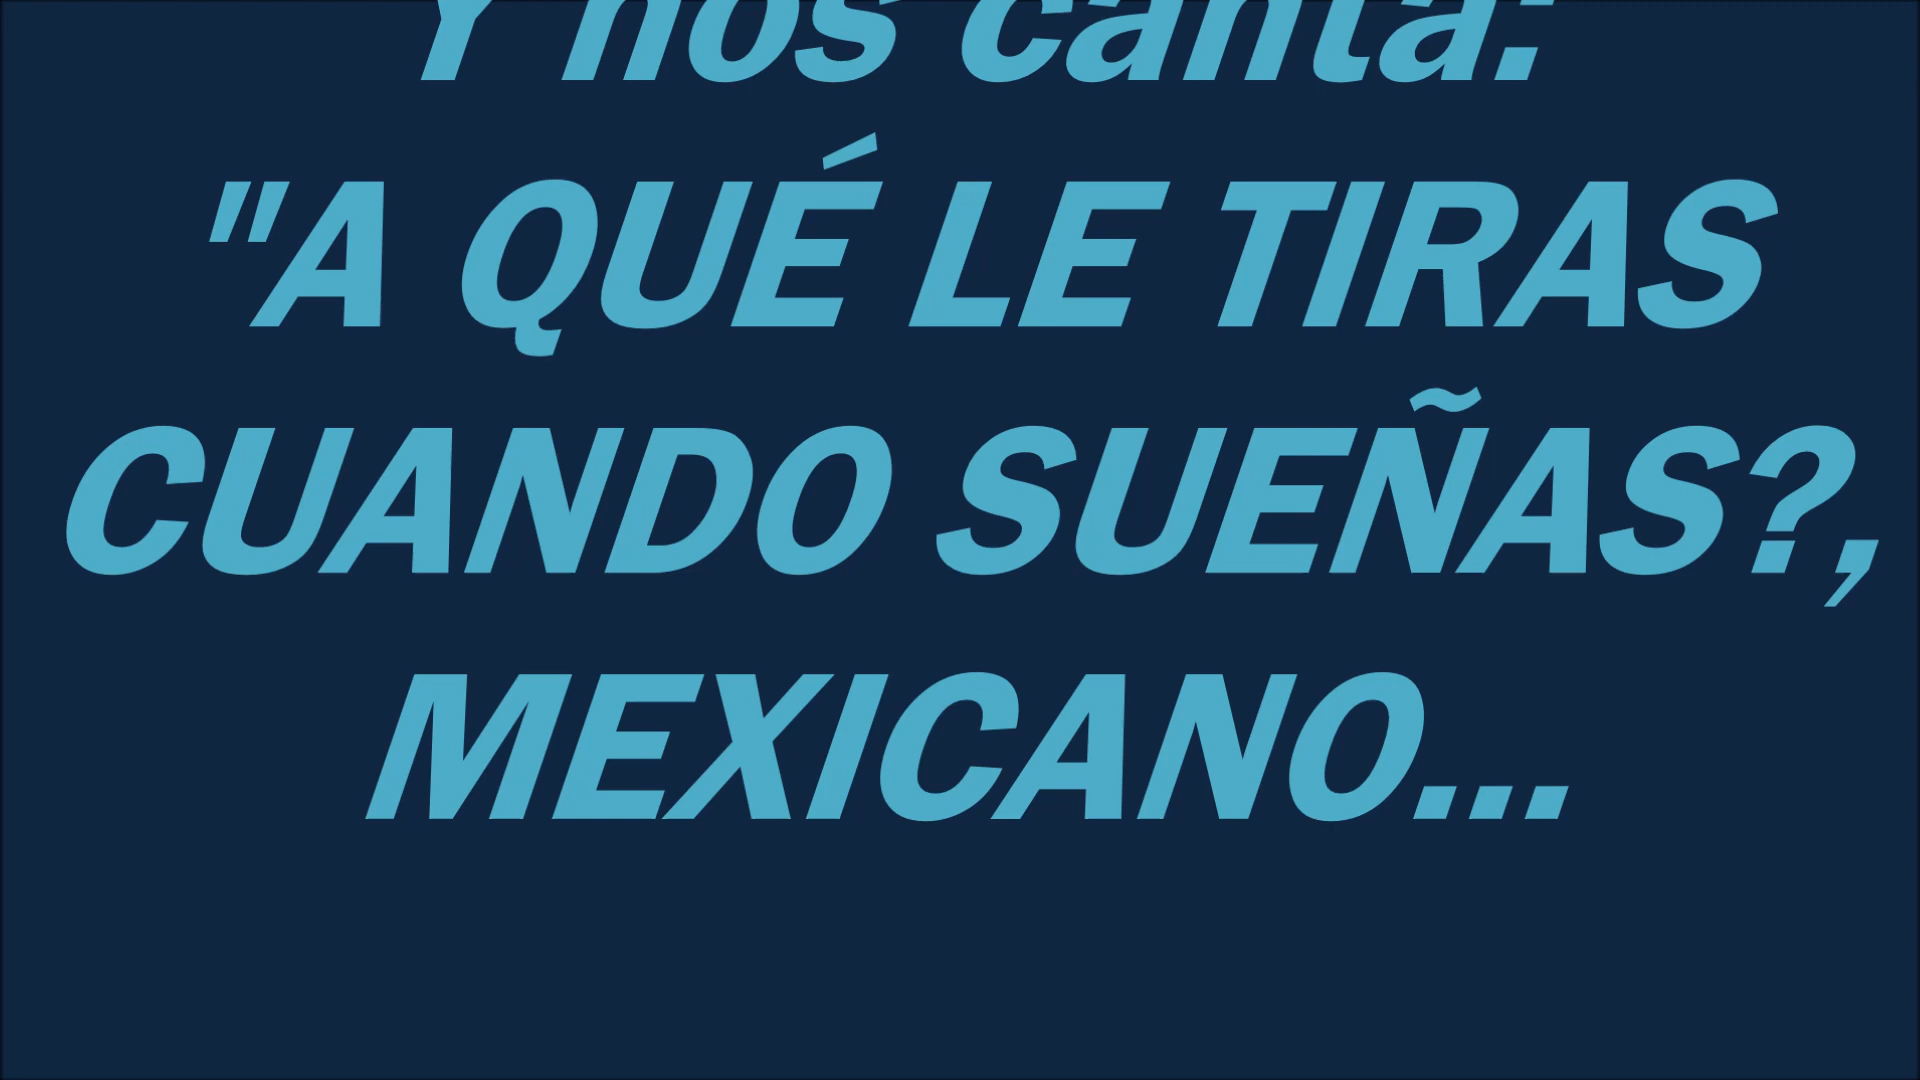 Y nos canta:
"A QUÉ LE TIRAS
CUANDO SUEÑAS?,
MEXICANO...